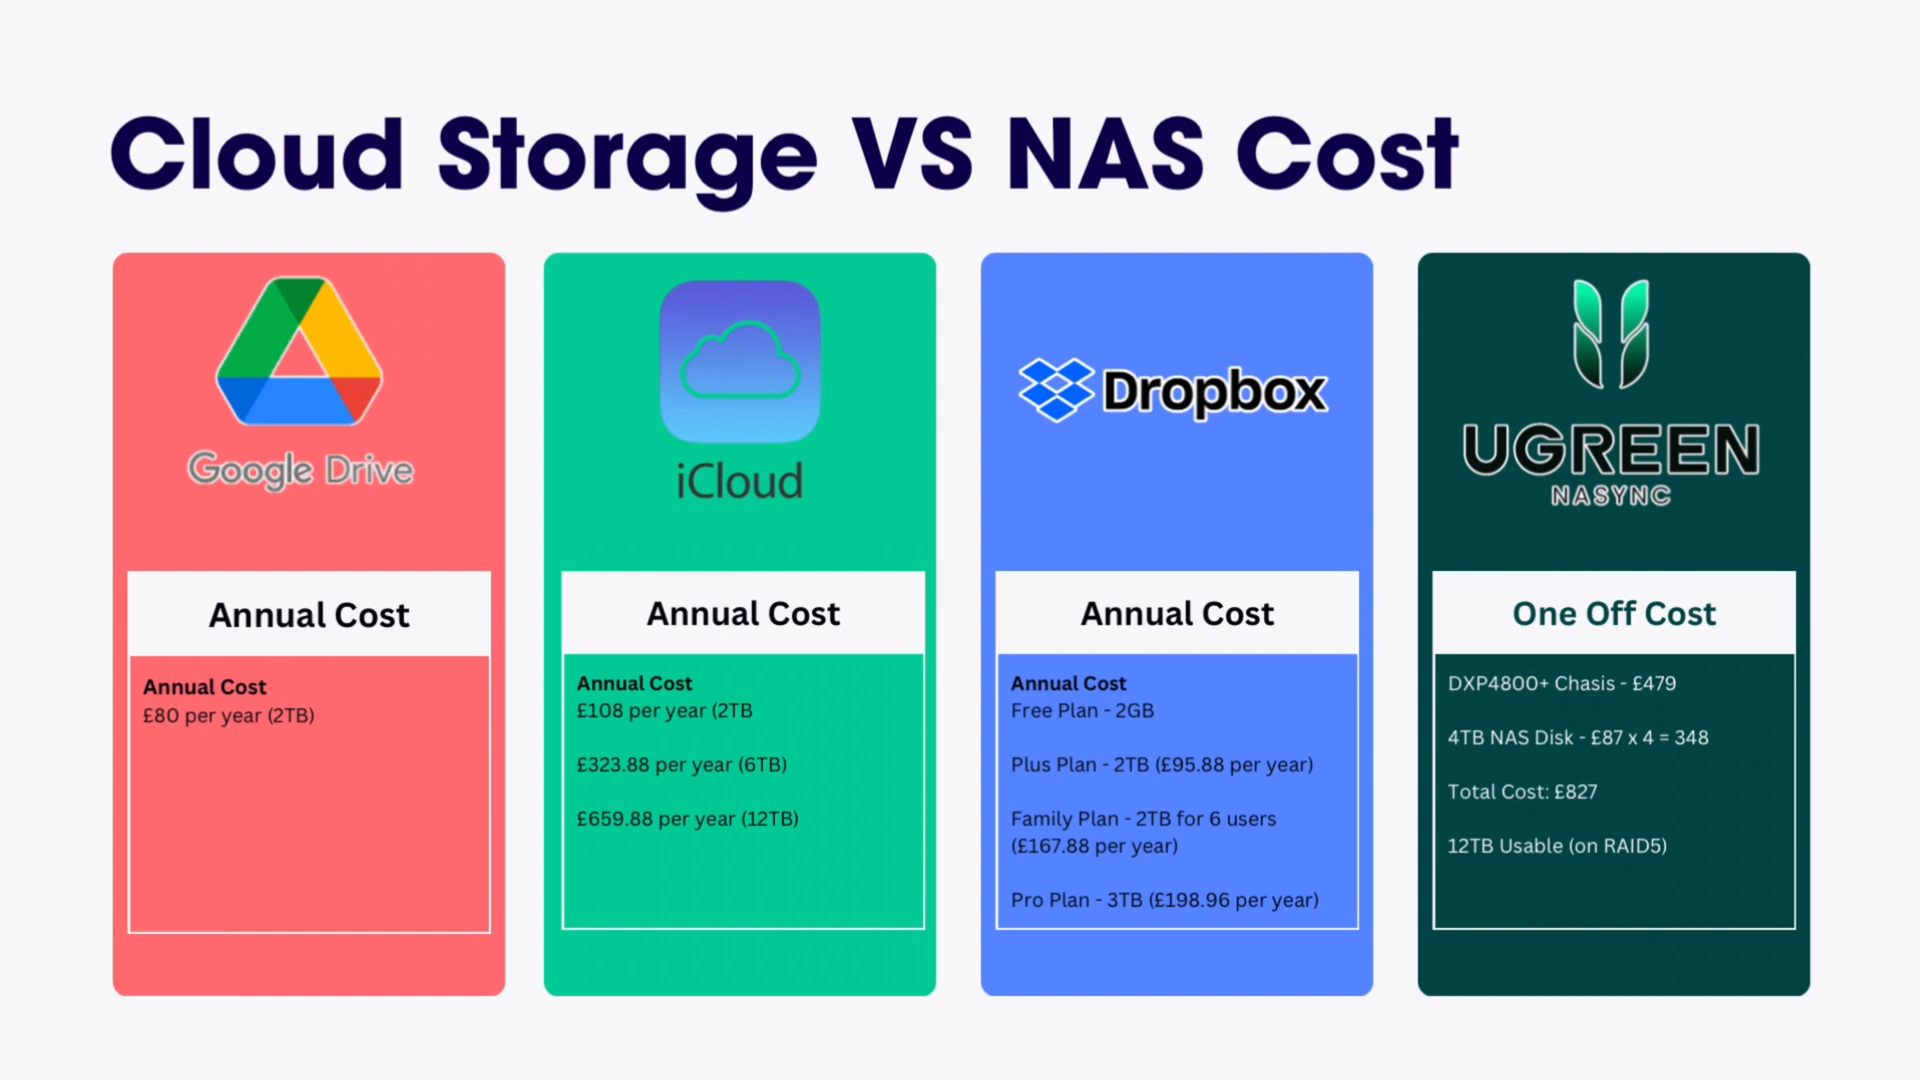 Cloud Storage VS NAS Cost
Google Drive
Annual Cost
Annual Cost
£80 per year (2TB)
iCloud
Annual Cost
Annual Cost
£108 per year (2TB
£323.88 per year (6TB)
£659.88 per year (12TB)
Dropbox
Annual Cost
Annual Cost
Free Plan - 2GB
Plus Plan - 2TB (£95.88 per year)
Family Plan - 2TB for 6 users
(£167.88 per year)
Pro Plan - 3TB (£198.96 per year)
UGREEN
NASYNC
One Off Cost
DXP4800+ Chasis - £479
4TB NAS Disk - £87 x 4 = 348
Total Cost: £827
12TB Usable (on RAID5)